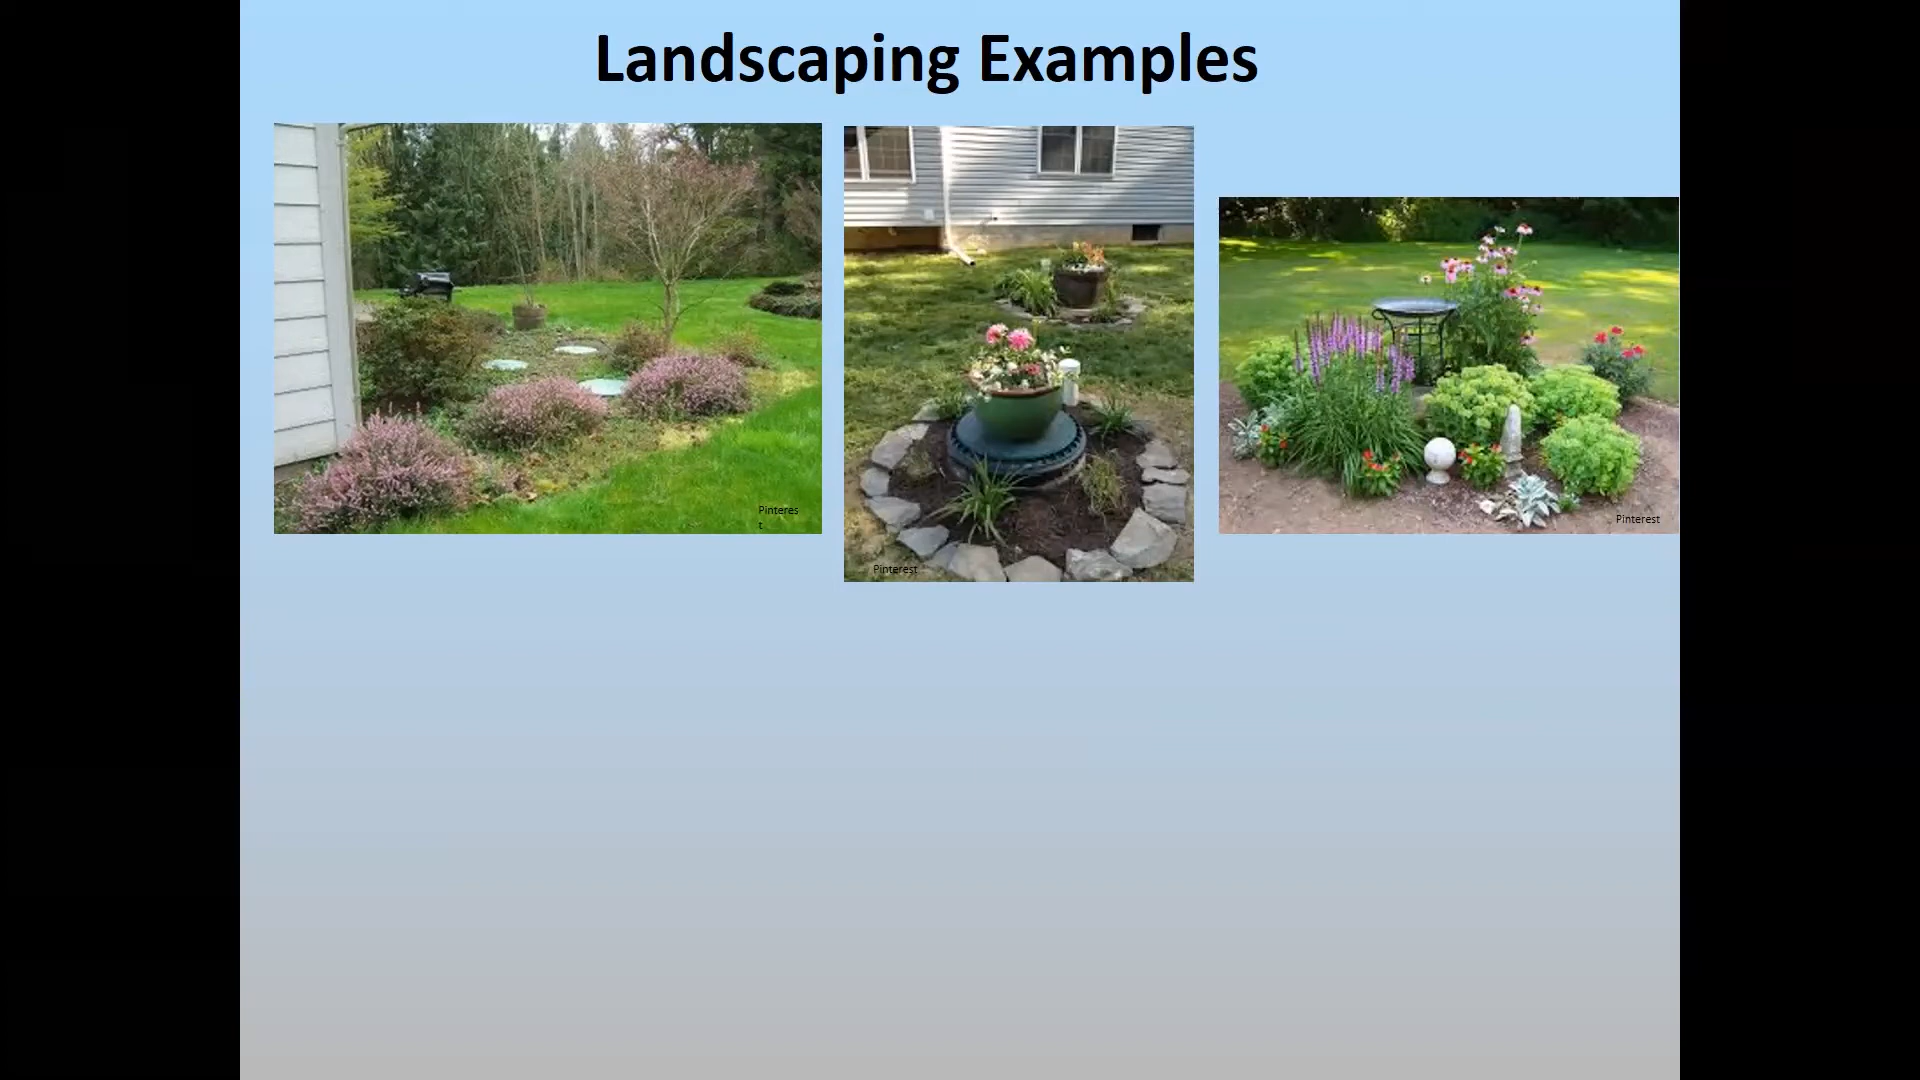 Landscaping Examples
Pinteres
t
Pinterest
Pinterest